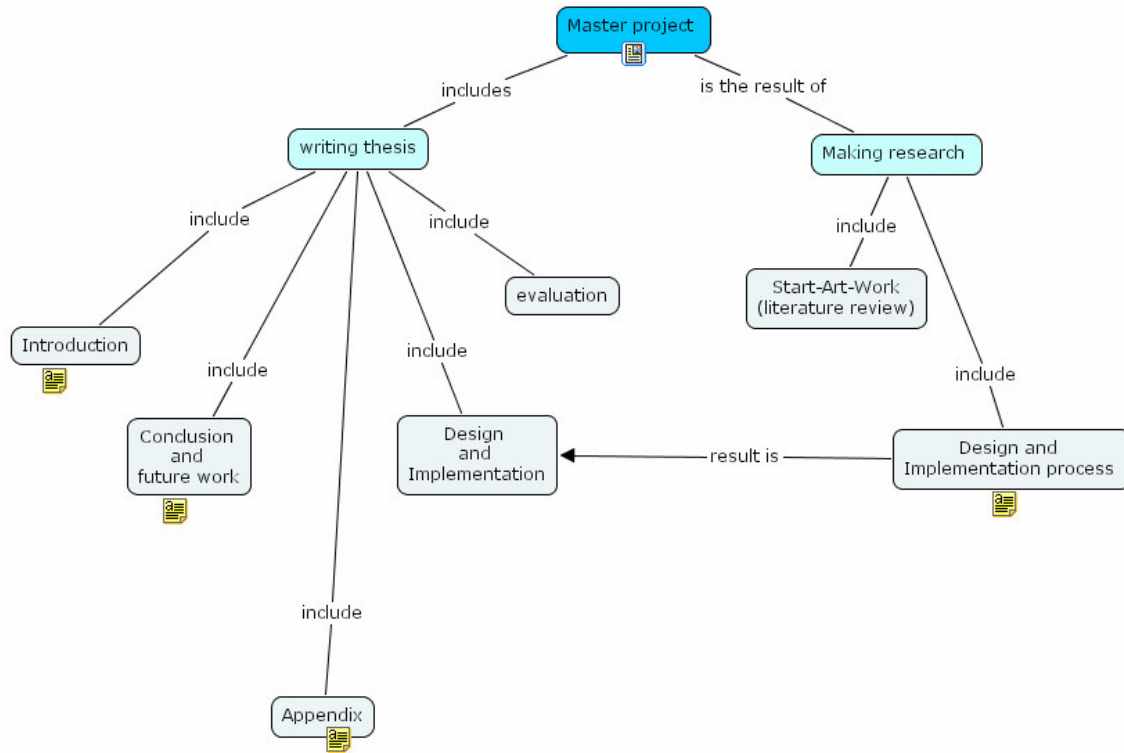 Master project
includes
is the result of
writing thesis
Making research
include
include
include
evaluation
Start-Art-Work
(literature review)
Introduction
include
include
include
Conclusion
and
future work
Design
and
Implementation
result is
Design and
Implementation process
include
Appendix